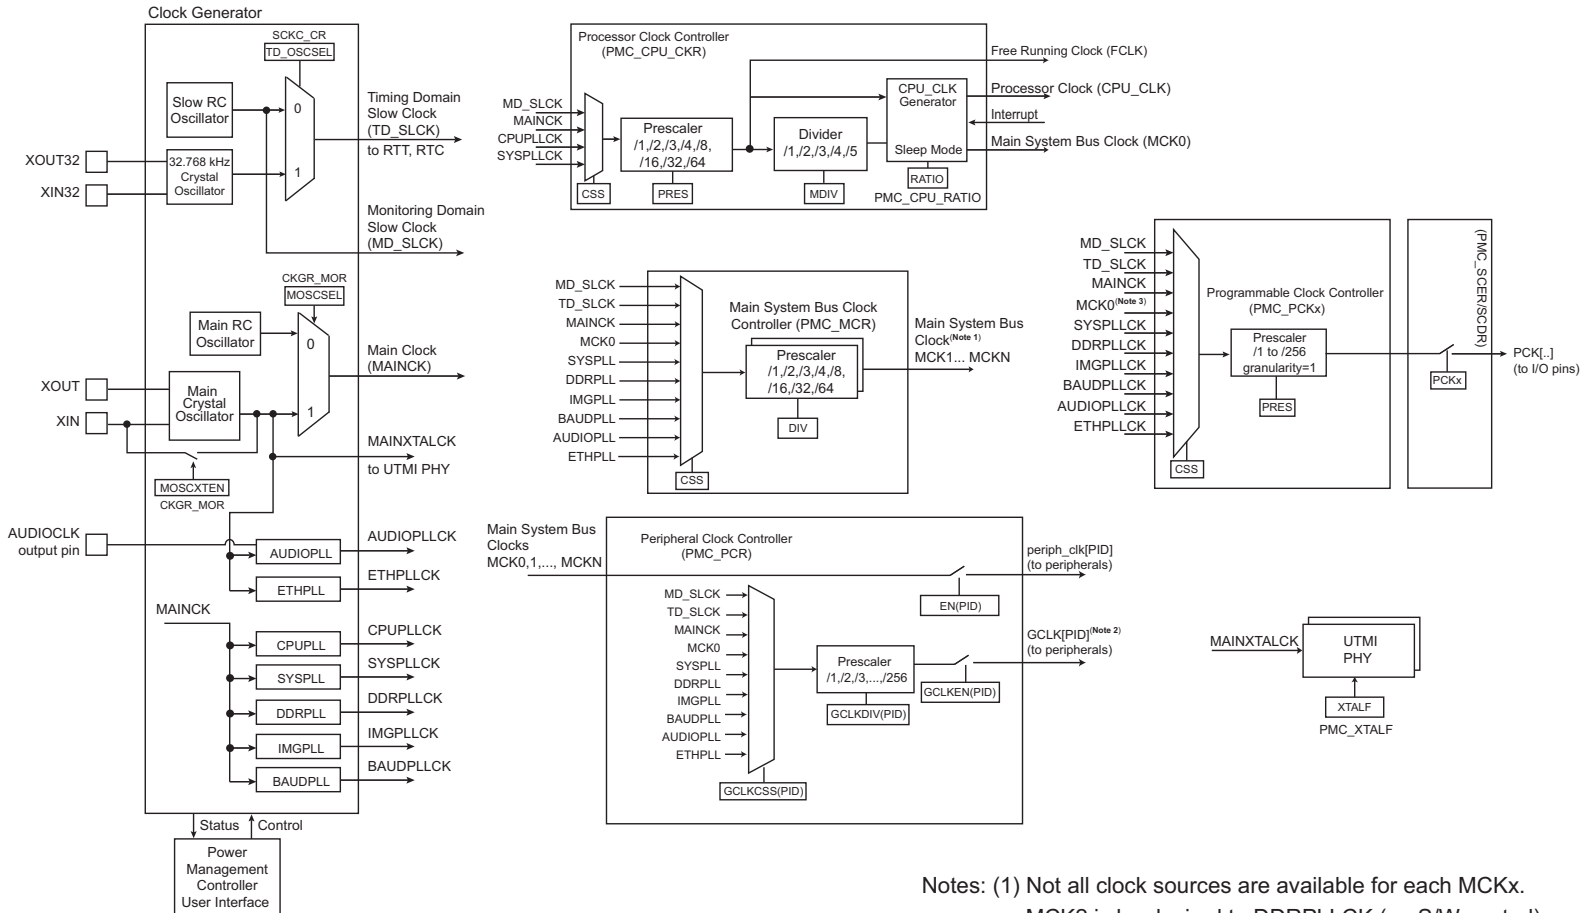 Clock Generator
SCKC_CR
TD_OSCSEL
Slow RC
Oscillator
0
Timing Domain
Slow Clock
(TD_SLCK)
to RTT, RTC
XOUT32
XIN32
32.768 kHz
Crystal
Oscillator
1
Monitoring Domain
Slow Clock
(MD_SLCK)
CKGR_MOR
MOSCSEL
Main RC
Oscillator
0
Main Clock
(MAINCK)
XOUT
XIN
Main
Crystal
Oscillator
1
MAINXTALCK
to UTMI PHY
MOSCXTEN
CKGR_MOR
AUDIOCLK
output pin
AUDIOPLL
AUDIOPLLCK
ETHPLL
ETHPLLCK
MAINCK
CPUPLL
CPUPLLCK
SYSPLL
SYSPLLCK
DDRPLL
DDRPLLCK
IMGPLL
IMGPLLCK
BAUDPLL
BAUDPLLCK
Status
Control
Power
Management
Controller
User Interface
Processor Clock Controller
(PMC_CPU_CKR)
MD_SLCK
MAINCK
CPUPLLCK
SYSPLLCK
CSS
Prescaler
/1,/2,/3,/4,/8,
/16,/32,/64
PRES
Divider
/1,/2,/3,/4,/5
MDIV
CPU_CLK
Generator
Sleep Mode
RATIO
PMC_CPU_RATIO
Free Running Clock (FCLK)
Processor Clock (CPU_CLK)
Interrupt
Main System Bus Clock (MCK0)
MD_SLCK
TD_SLCK
MAINCK
MCK0
SYSPLL
DDRPLL
IMGPLL
BAUDPLL
AUDIOPLL
ETHPLL
CSS
Main System Bus Clock
Controller (PMC_MCR)
Prescaler
/1,/2,/3,/4,/8,
/16,/32,/64
DIV
Main System Bus
Clock(Note 1)
MCK1... MCKN
MD_SLCK
TD_SLCK
MAINCK
MCK0(Note 3)
SYSPLLCK
DDRPLLCK
IMGPLLCK
BAUDPLLCK
AUDIOPLLCK
ETHPLLCK
CSS
Programmable Clock Controller
(PMC_PCKx)
Prescaler
/1 to /256
granularity=1
PRES
(PMC_SCER/SCDR)
PCKx
PCK[..]
(to I/O pins)
Main System Bus
Clocks
MCK0,1,..., MCKN
Peripheral Clock Controller
(PMC_PCR)
EN(PID)
periph_clk[PID]
(to peripherals)
MD_SLCK
TD_SLCK
MAINCK
MCK0
SYSPLL
DDRPLL
IMGPLL
BAUDPLL
AUDIOPLL
ETHPLL
GCLKCSS(PID)
Prescaler
/1,/2,/3,...,/256
GCLKDIV(PID)
GCLKEN(PID)
GCLK[PID](Note 2)
(to peripherals)
MAINXTALCK
UTMI
PHY
XTALF
PMC_XTALF
Notes: (1) Not all clock sources are available for each MCKx.